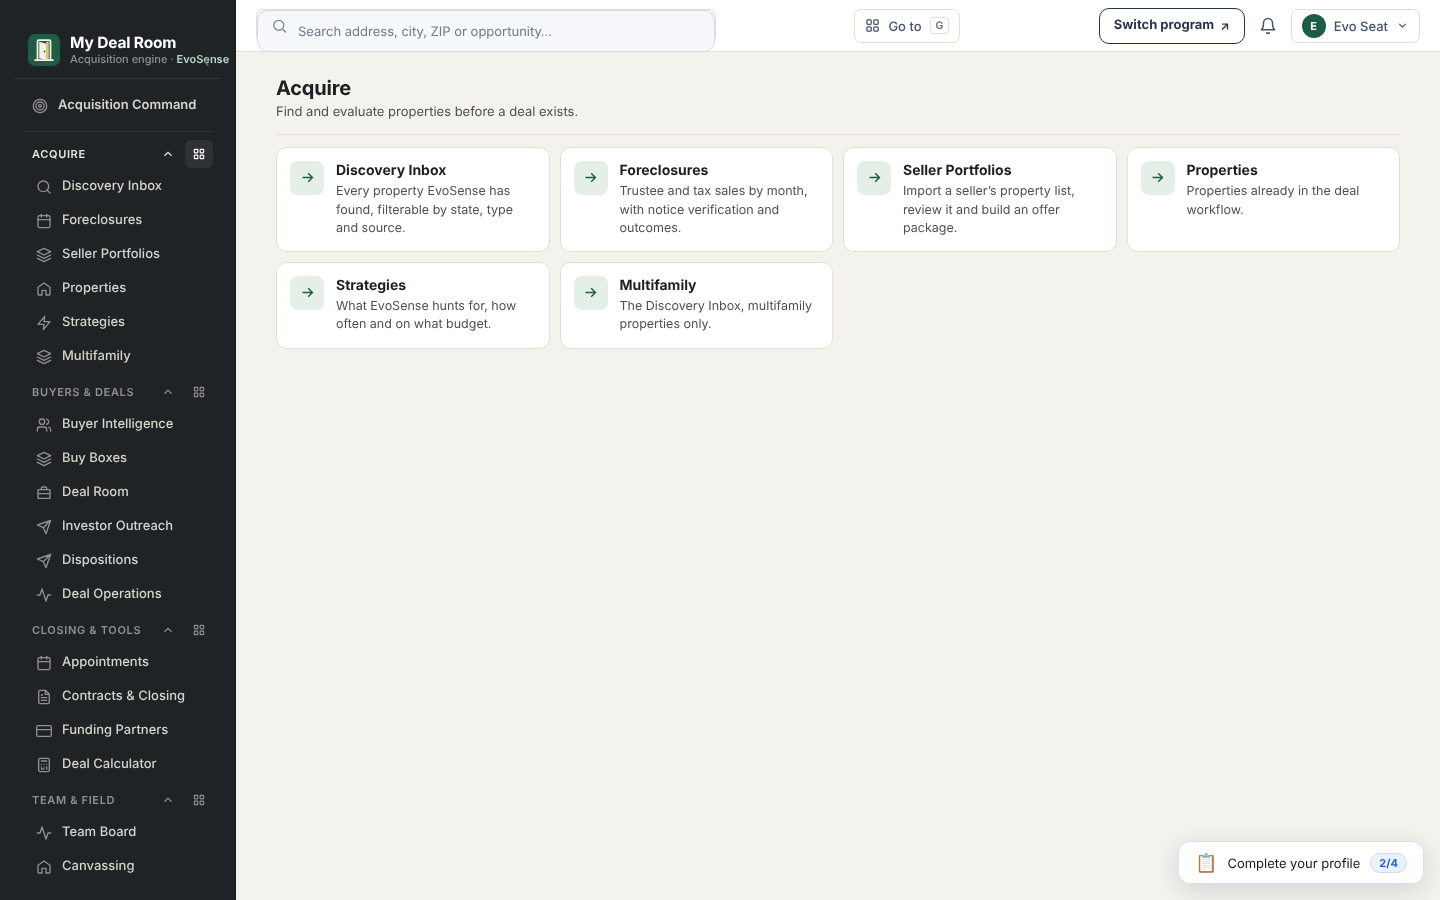 My Deal Room
Acquisition engine · EvoSense
Search address, city, ZIP or opportunity...
Go to G
Switch program
E Evo Seat
Acquisition Command
ACQUIRE
Discovery Inbox
Foreclosures
Seller Portfolios
Properties
Strategies
Multifamily
BUYERS & DEALS
Buyer Intelligence
Buy Boxes
Deal Room
Investor Outreach
Dispositions
Deal Operations
CLOSING & TOOLS
Appointments
Contracts & Closing
Funding Partners
Deal Calculator
TEAM & FIELD
Team Board
Canvassing
Acquire
Find and evaluate properties before a deal exists.
Discovery Inbox
Every property EvoSense has
found, filterable by state, type
and source.
Foreclosures
Trustee and tax sales by month,
with notice verification and
outcomes.
Seller Portfolios
Import a seller’s property list,
review it and build an offer
package.
Properties
Properties already in the deal
workflow.
Strategies
What EvoSense hunts for, how
often and on what budget.
Multifamily
The Discovery Inbox, multifamily
properties only.
Complete your profile 2/4